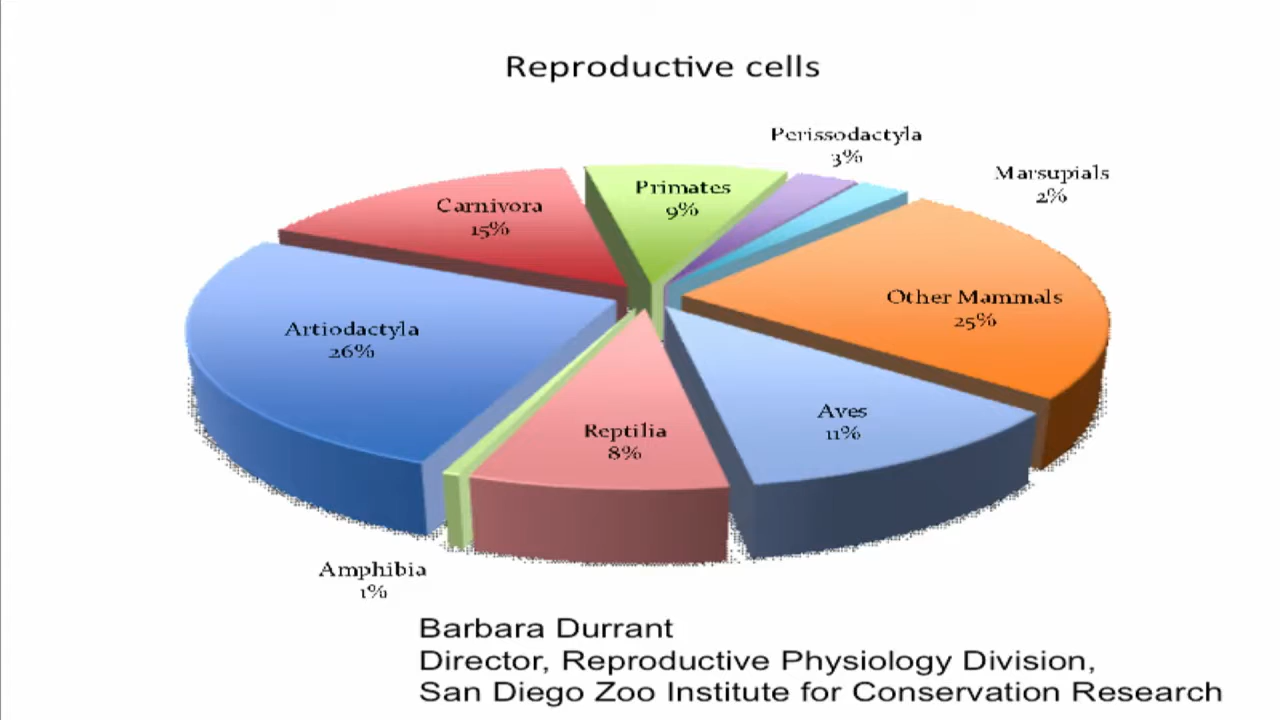 Reproductive cells
Perissodactyla
3%
Marsupials
2%
Primates
9%
Carnivora
15%
Other Mammals
25%
Artiodactyla
26%
Aves
11%
Reptilia
8%
Amphibia
1%
Barbara Durrant
Director, Reproductive Physiology Division,
San Diego Zoo Institute for Conservation Research